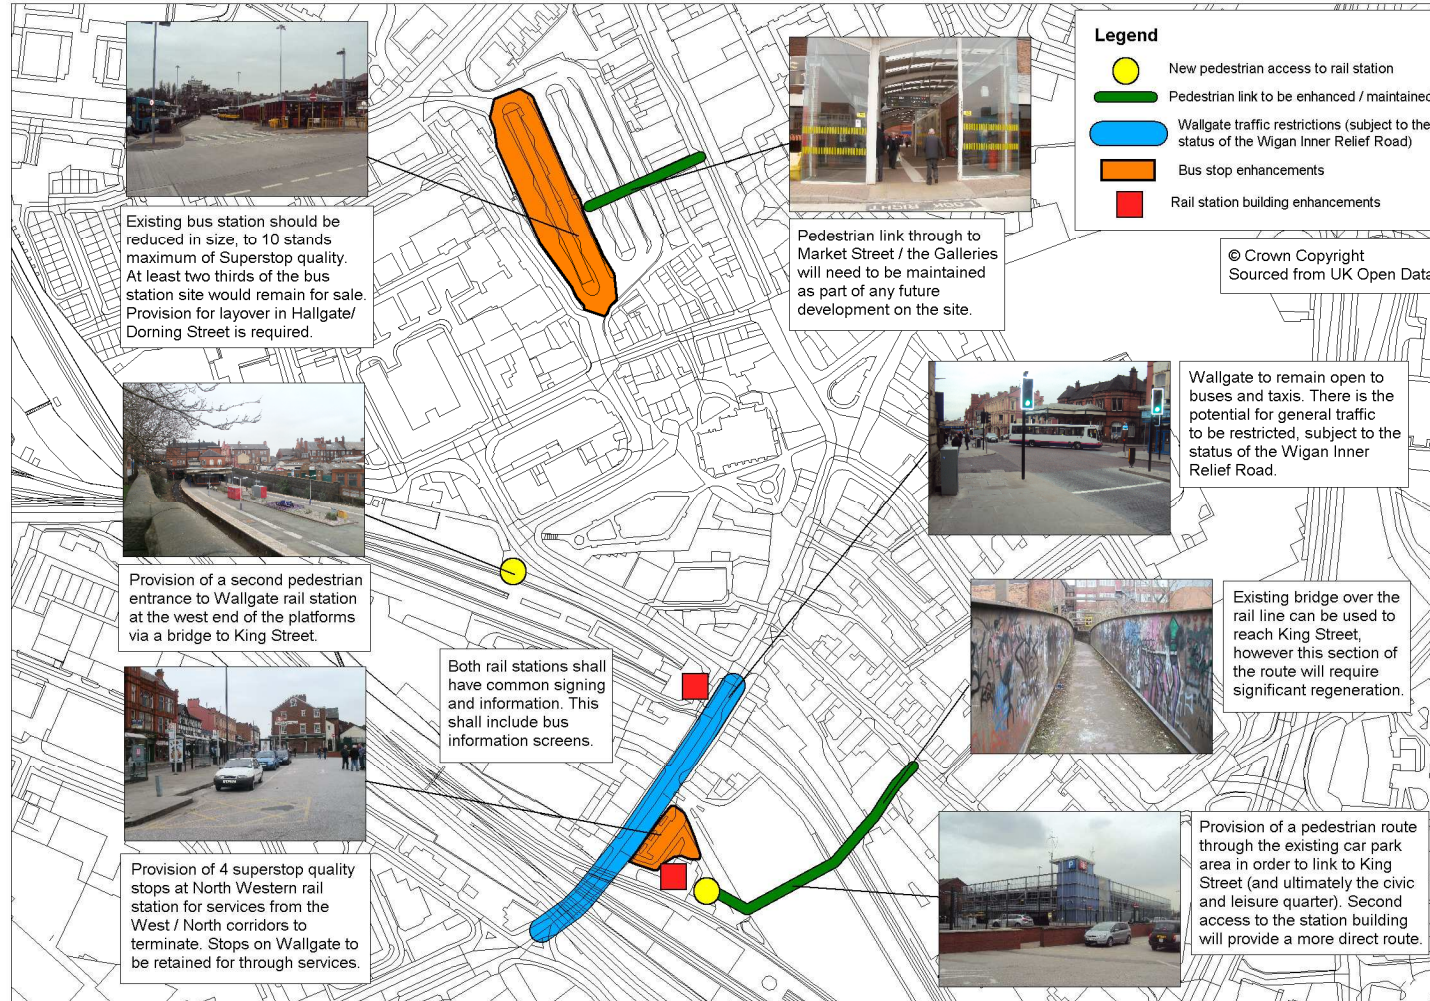 Legend
New pedestrian access to rail station
Pedestrian link to be enhanced / maintained
Wallgate traffic restrictions (subject to the
status of the Wigan Inner Relief Road)
Bus stop enhancements
Rail station building enhancements
© Crown Copyright
Sourced from UK Open Data
Existing bus station should be
reduced in size, to 10 stands
maximum of Superstop quality.
At least two thirds of the bus
station site would remain for sale.
Provision for layover in Hallgate/
Dorning Street is required.
LOOK RIGHT
Pedestrian link through to
Market Street / the Galleries
will need to be maintained
as part of any future
development on the site.
Wallgate to remain open to
buses and taxis. There is the
potential for general traffic
to be restricted, subject to the
status of the Wigan Inner
Relief Road.
Provision of a second pedestrian
entrance to Wallgate rail station
at the west end of the platforms
via a bridge to King Street.
Existing bridge over the
rail line can be used to
reach King Street,
however this section of
the route will require
significant regeneration.
Both rail stations shall
have common signing
and information. This
shall include bus
information screens.
Provision of 4 superstop quality
stops at North Western rail
station for services from the
West / North corridors to
terminate. Stops on Wallgate to
be retained for through services.
P
Provision of a pedestrian route
through the existing car park
area in order to link to King
Street (and ultimately the civic
and leisure quarter). Second
access to the station building
will provide a more direct route.